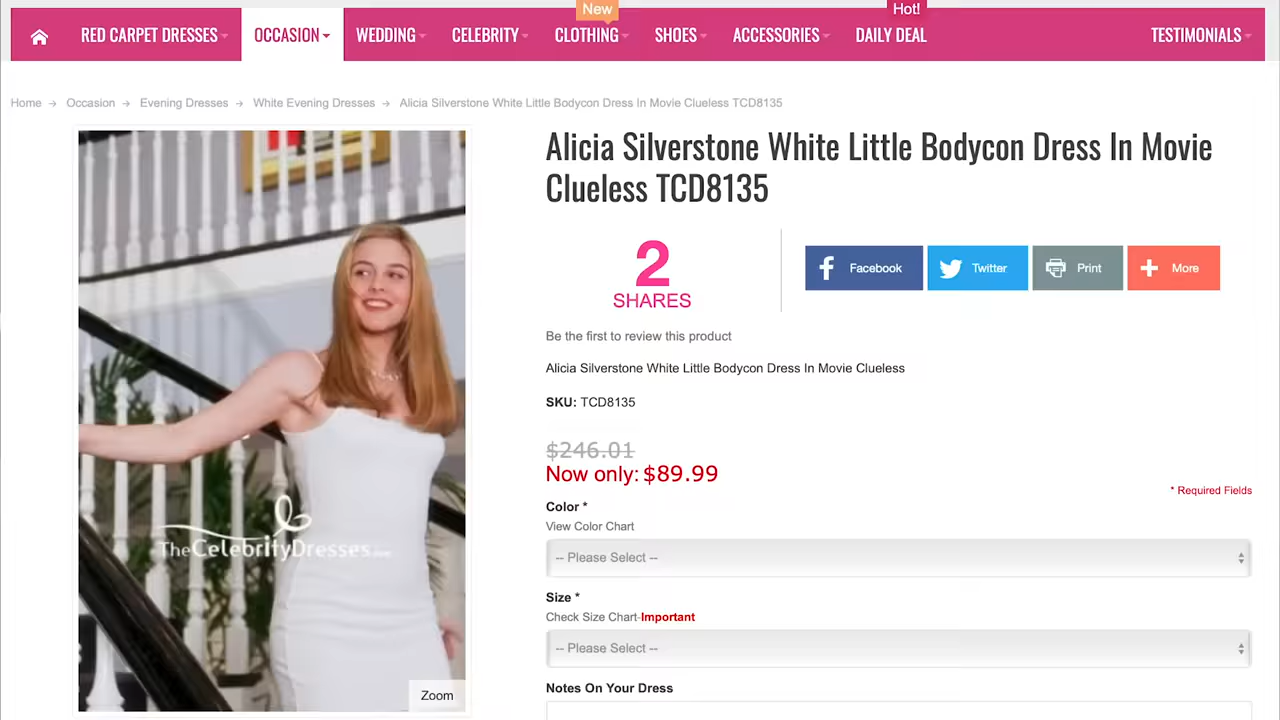 New
Hot!
RED CARPET DRESSES
OCCASION
WEDDING
CELEBRITY
CLOTHING
SHOES
ACCESSORIES
DAILY DEAL
TESTIMONIALS
Home → Occasion → Evening Dresses → White Evening Dresses → Alicia Silverstone White Little Bodycon Dress In Movie Clueless TCD8135
TheCelebrityDresses
Zoom
Alicia Silverstone White Little Bodycon Dress In Movie
Clueless TCD8135
2
SHARES
Facebook
Twitter
Print
More
Be the first to review this product
Alicia Silverstone White Little Bodycon Dress In Movie Clueless
SKU: TCD8135
$246.01
Now only: $89.99
* Required Fields
Color *
View Color Chart
-- Please Select --
Size *
Check Size Chart-Important
-- Please Select --
Notes On Your Dress